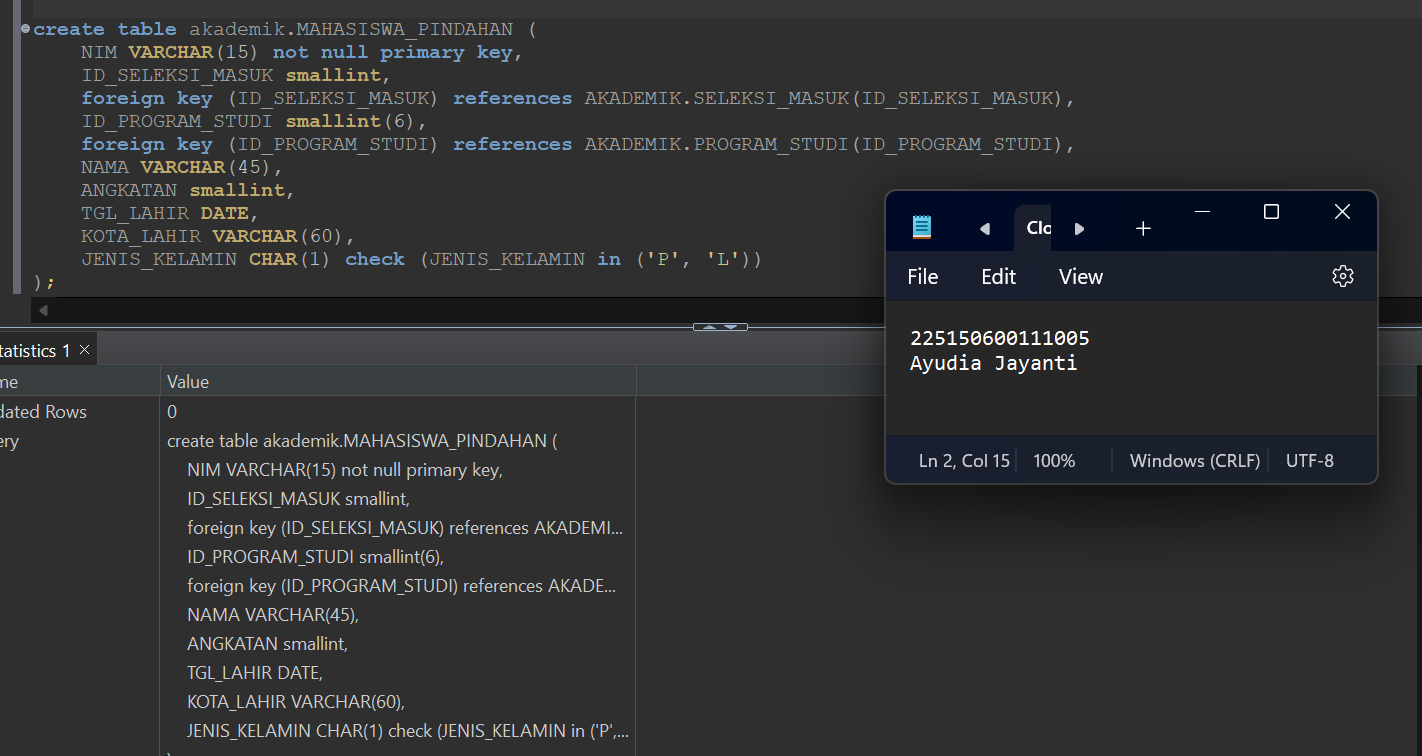 create table akademik.MAHASISWA_PINDAHAN (
NIM VARCHAR(15) not null primary key,
ID_SELEKSI_MASUK smallint,
foreign key (ID_SELEKSI_MASUK) references AKADEMIK.SELEKSI_MASUK(ID_SELEKSI_MASUK),
ID_PROGRAM_STUDI smallint(6),
foreign key (ID_PROGRAM_STUDI) references AKADEMIK.PROGRAM_STUDI(ID_PROGRAM_STUDI),
NAMA VARCHAR(45),
ANGKATAN smallint,
TGL_LAHIR DATE,
KOTA_LAHIR VARCHAR(60),
JENIS_KELAMIN CHAR(1) check (JENIS_KELAMIN in ('P', 'L'))
);
Clo
File Edit View
225150600111005
Ayudia Jayanti
Ln 2, Col 15 100% Windows (CRLF) UTF-8
tatistics 1
me Value
dated Rows 0
ery create table akademik.MAHASISWA_PINDAHAN (
NIM VARCHAR(15) not null primary key,
ID_SELEKSI_MASUK smallint,
foreign key (ID_SELEKSI_MASUK) references AKADEMI...
ID_PROGRAM_STUDI smallint(6),
foreign key (ID_PROGRAM_STUDI) references AKADE...
NAMA VARCHAR(45),
ANGKATAN smallint,
TGL_LAHIR DATE,
KOTA_LAHIR VARCHAR(60),
JENIS_KELAMIN CHAR(1) check (JENIS_KELAMIN in ('P',...